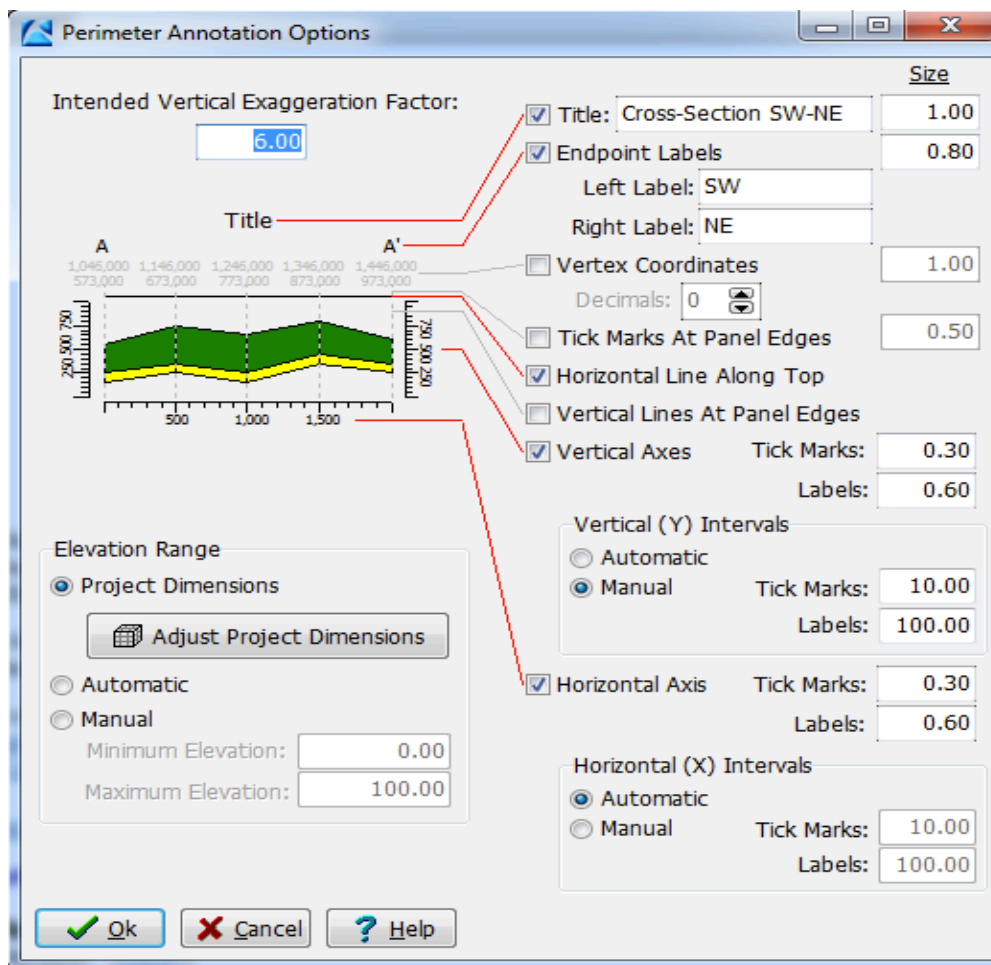 Perimeter Annotation Options
Size
Intended Vertical Exaggeration Factor:
6.00
Title: Cross-Section SW-NE 1.00
Endpoint Labels 0.80
Left Label: SW
Right Label: NE
Title
A A'
1,046,000 1,146,000 1,246,000 1,346,000 1,446,000
573,000 673,000 773,000 873,000 973,000
Vertex Coordinates 1.00
Decimals: 0
250 500 750
750 500 250
500 1,000 1,500
Tick Marks At Panel Edges 0.50
Horizontal Line Along Top
Vertical Lines At Panel Edges
Vertical Axes Tick Marks: 0.30
Labels: 0.60
Vertical (Y) Intervals
Automatic
Manual Tick Marks: 10.00
Labels: 100.00
Elevation Range
Project Dimensions
Adjust Project Dimensions
Automatic
Manual
Minimum Elevation: 0.00
Maximum Elevation: 100.00
Horizontal Axis Tick Marks: 0.30
Labels: 0.60
Horizontal (X) Intervals
Automatic
Manual Tick Marks: 10.00
Labels: 100.00
Ok Cancel Help